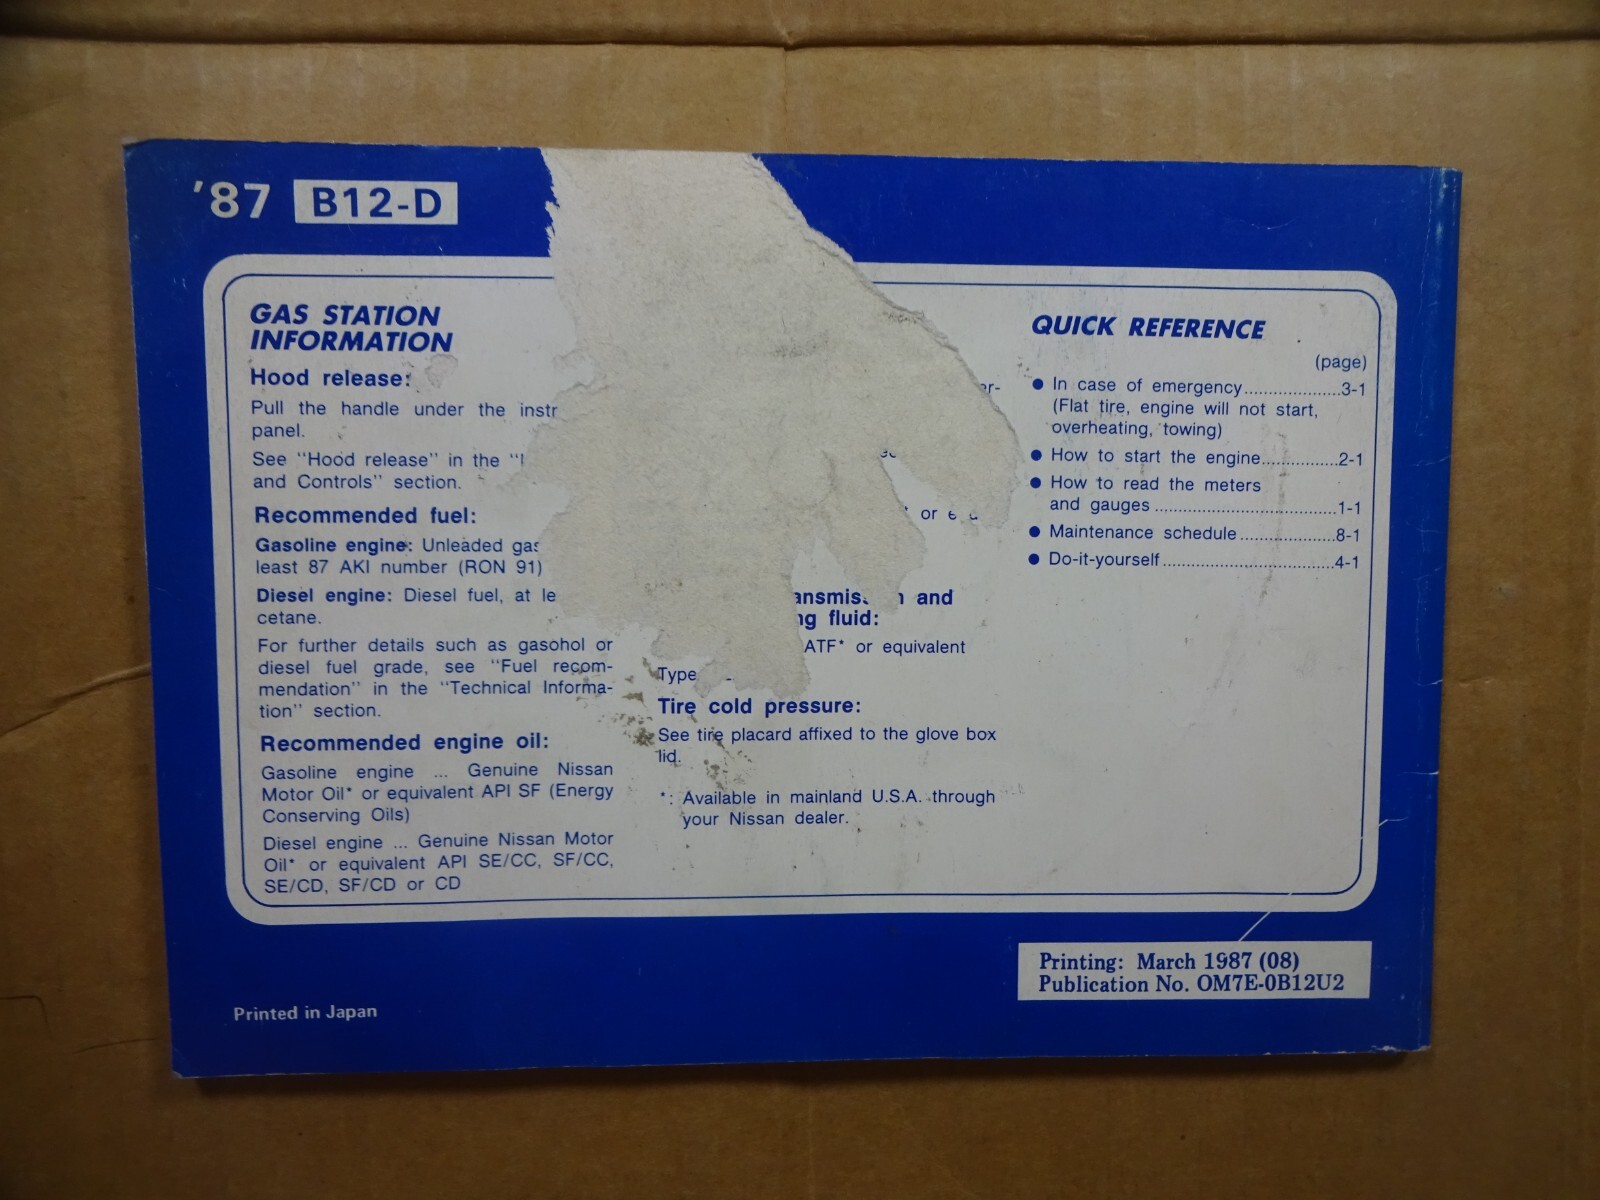 '87 B12-D
GAS STATION
INFORMATION
Hood release:
Pull the handle under the instr
panel.
See "Hood release" in the "I
and Controls" section.
Recommended fuel:
Gasoline engine: Unleaded gas
least 87 AKI number (RON 91)
Diesel engine: Diesel fuel, at le
cetane.
For further details such as gasohol or
diesel fuel grade, see "Fuel recom-
mendation" in the "Technical Informa-
tion" section.
Recommended engine oil:
Gasoline engine ... Genuine Nissan
Motor Oil* or equivalent API SF (Energy
Conserving Oils)
Diesel engine ... Genuine Nissan Motor
Oil* or equivalent API SE/CC, SF/CC,
SE/CD, SF/CD or CD
er-
or
and
ng fluid:
ATF* or equivalent
Type
Tire cold pressure:
See tire placard affixed to the glove box
lid.
*: Available in mainland U.S.A. through
your Nissan dealer.
QUICK REFERENCE
(page)
● In case of emergency....................3-1
(Flat tire, engine will not start,
overheating, towing)
● How to start the engine................2-1
● How to read the meters
and gauges ......................................1-1
● Maintenance schedule....................8-1
● Do-it-yourself...................................4-1
Printing: March 1987 (08)
Publication No. OM7E-0B12U2
Printed in Japan